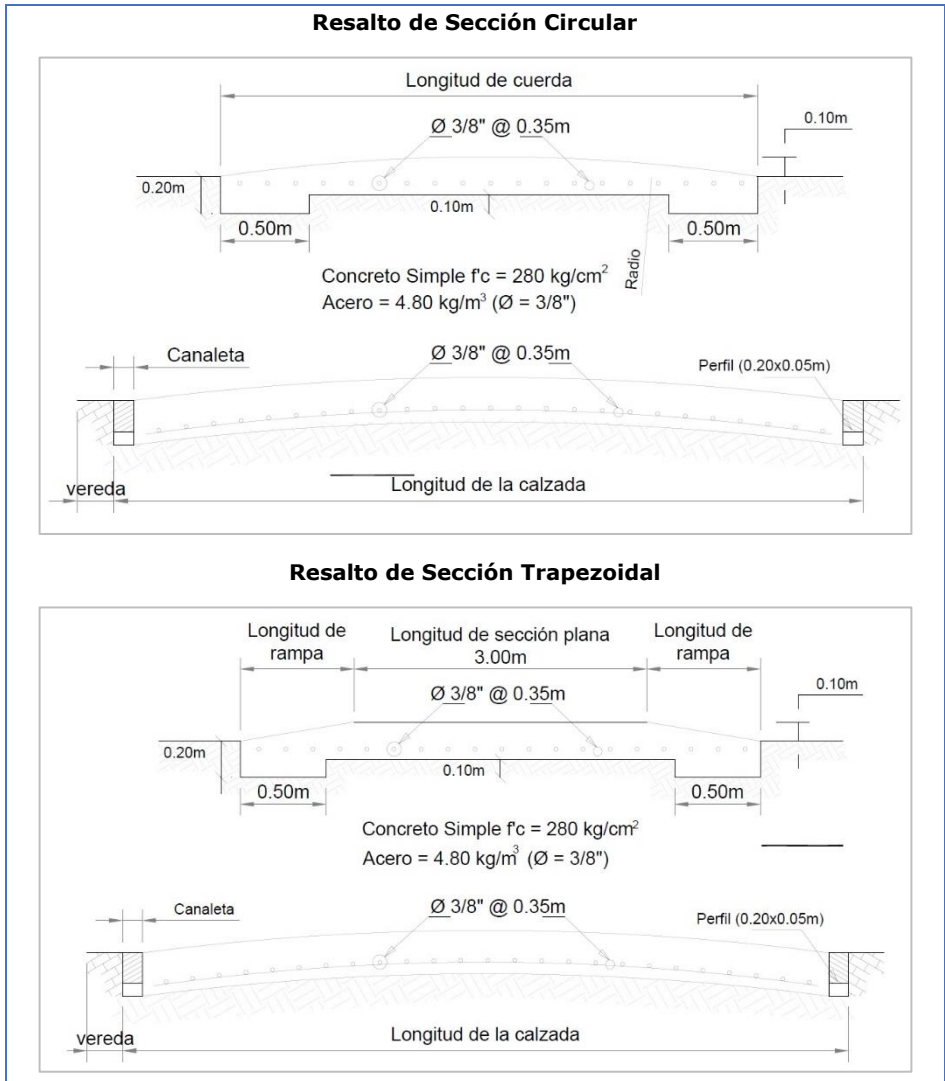 Resalto de Sección Circular
Longitud de cuerda
Ø 3/8" @ 0.35m
0.10m
0.20m
0.10m
0.50m
0.50m
Radio
Concreto Simple f'c = 280 kg/cm²
Acero = 4.80 kg/m³ (Ø = 3/8")
Canaleta
Ø 3/8" @ 0.35m
Perfil (0.20x0.05m)
vereda
Longitud de la calzada
Resalto de Sección Trapezoidal
Longitud de
rampa
Longitud de sección plana
3.00m
Longitud de
rampa
Ø 3/8" @ 0.35m
0.10m
0.20m
0.10m
0.50m
0.50m
Concreto Simple f'c = 280 kg/cm²
Acero = 4.80 kg/m³ (Ø = 3/8")
Canaleta
Ø 3/8" @ 0.35m
Perfil (0.20x0.05m)
vereda
Longitud de la calzada